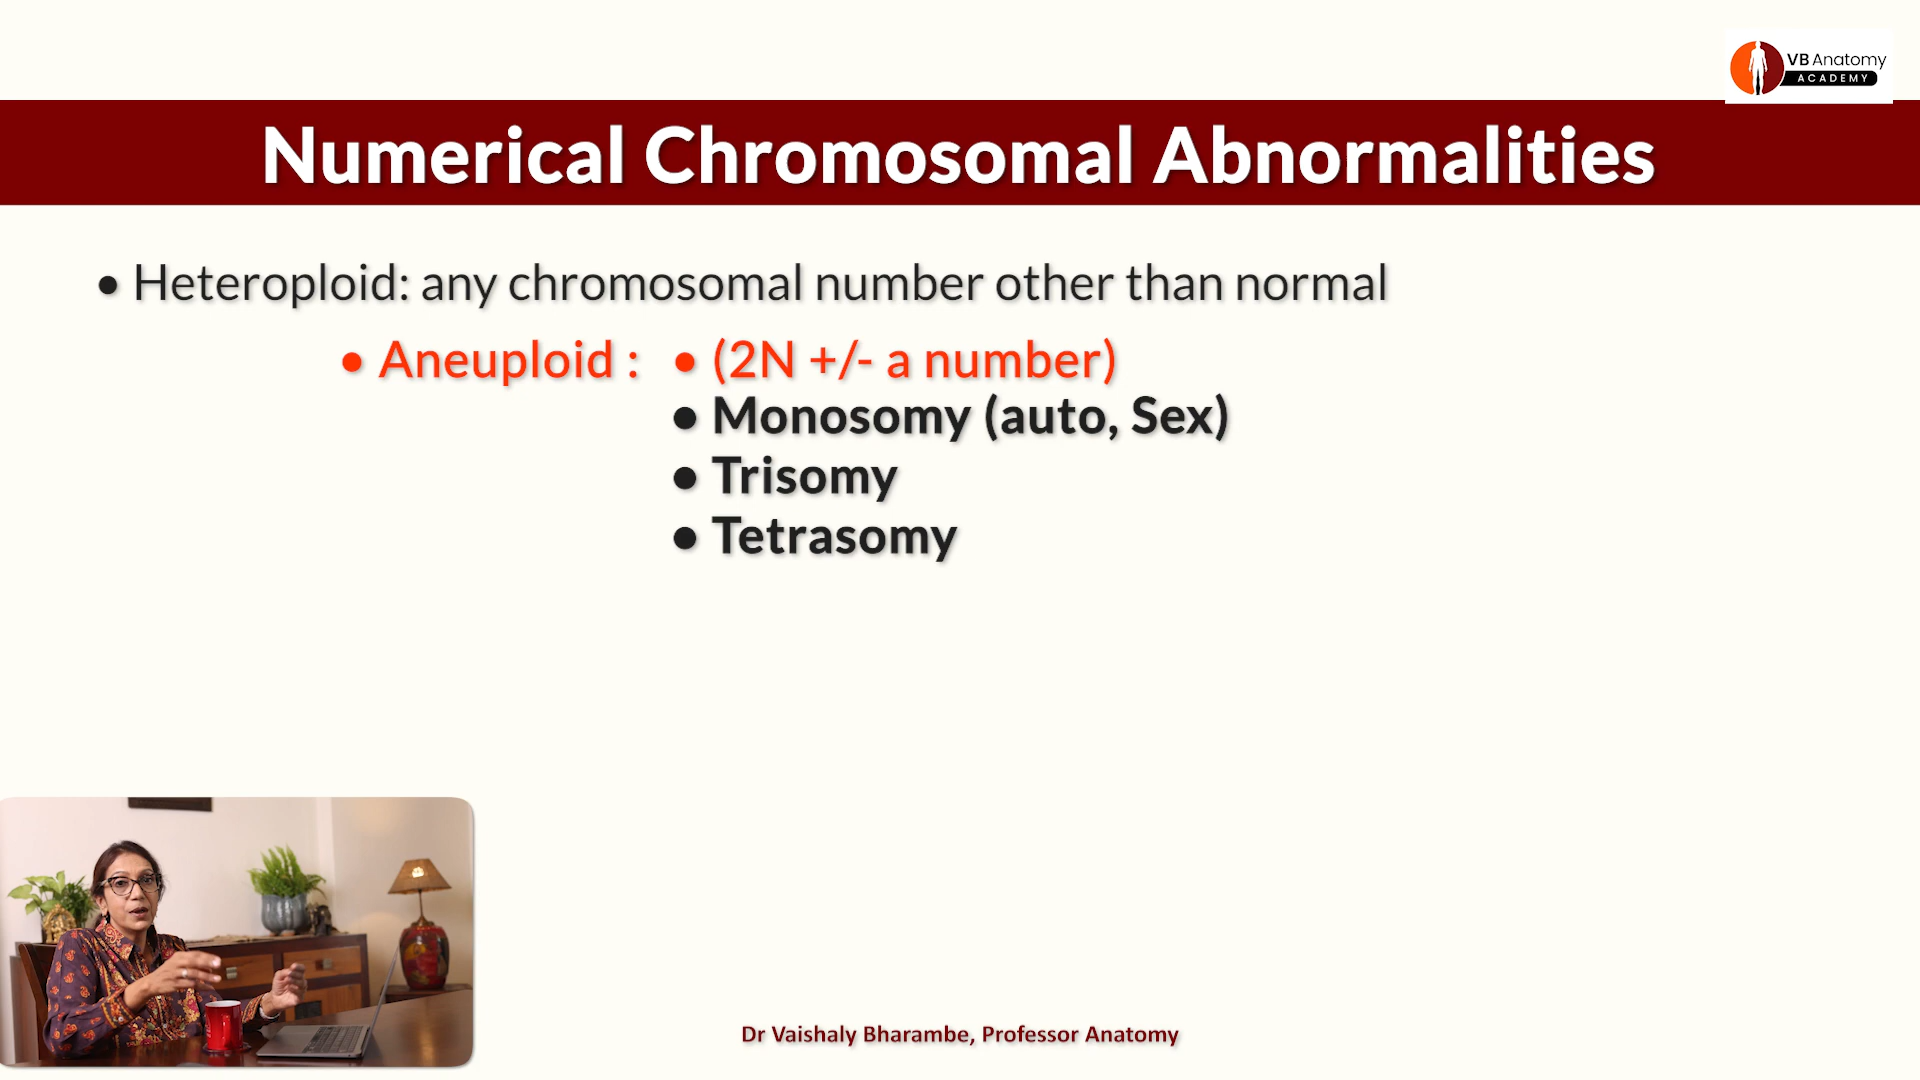 VB Anatomy
ACADEMY
Numerical Chromosomal Abnormalities
• Heteroploid: any chromosomal number other than normal
• Aneuploid : • (2N +/- a number)
• Monosomy (auto, Sex)
• Trisomy
• Tetrasomy
Dr Vaishaly Bharambe, Professor Anatomy